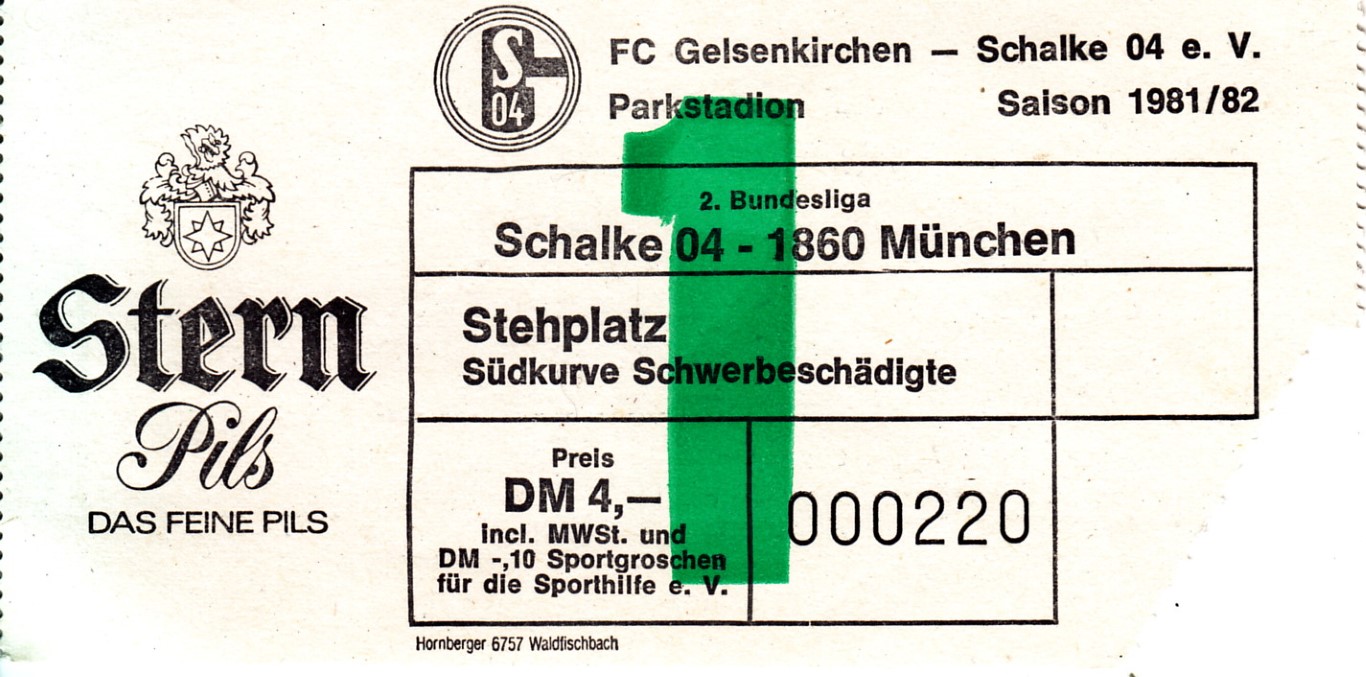 S
04
FC Gelsenkirchen — Schalke 04 e. V.
Parkstadion Saison 1981/82
1
2. Bundesliga
Schalke 04 - 1860 München
Stehplatz
Südkurve Schwerbeschädigte
Preis
DM 4,—
incl. MWSt. und
DM -,10 Sportgroschen
für die Sporthilfe e. V.
000220
Stern
Pils
DAS FEINE PILS
Hornberger 6757 Waldfischbach